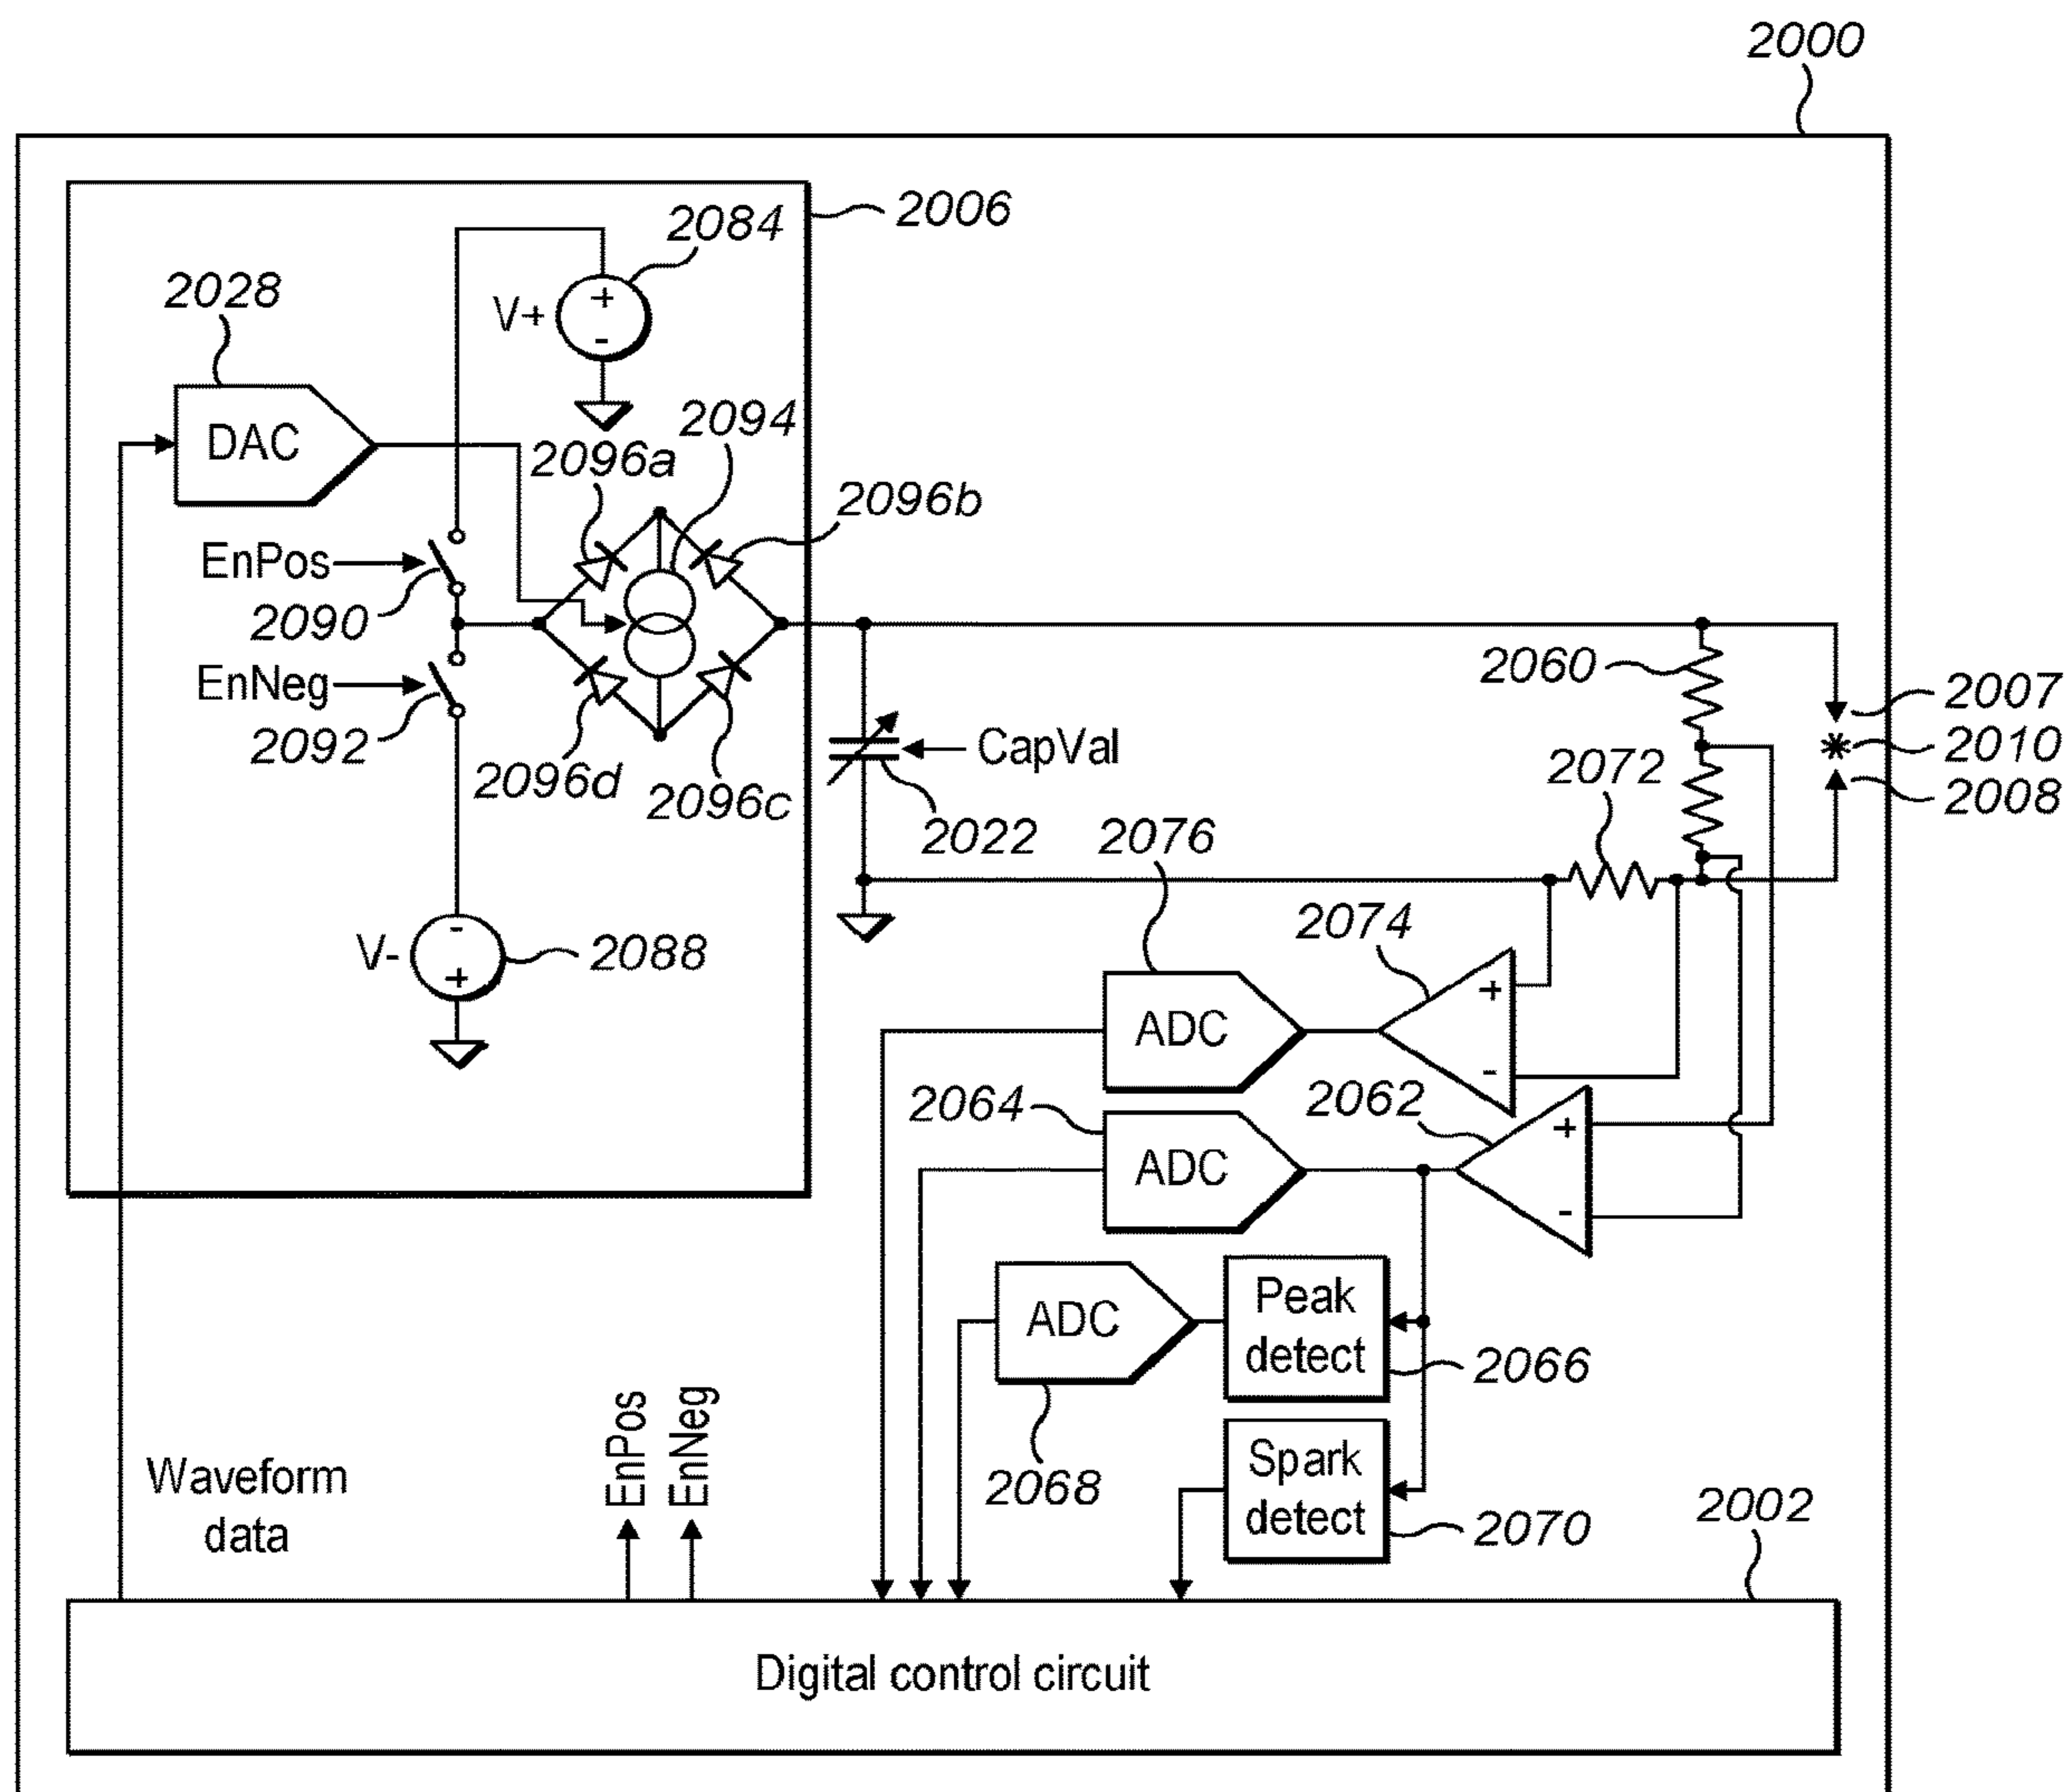 2000
2006
2084
V+
+
-
2028
DAC
2094
2096a
2096b
EnPos
2090
EnNeg
2092
2096d
2096c
CapVal
2022
2060
2007
2010
2008
2072
2076
2074
V-
-
+
2088
ADC
+
-
2064
ADC
2062
+
-
ADC
2068
Peak
detect
2066
Spark
detect
2070
EnPos
EnNeg
Waveform
data
2002
Digital control circuit